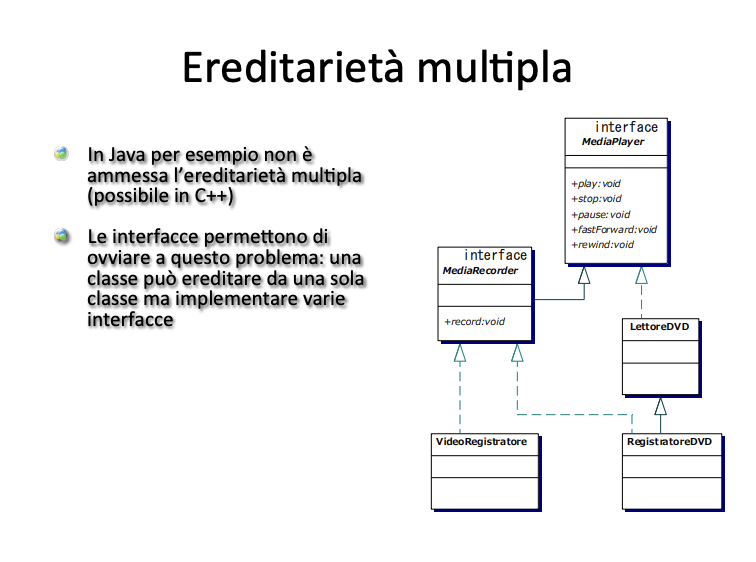 Ereditarietà multipla
In Java per esempio non è
ammessa l'ereditarietà multipla
(possibile in C++)
Le interfacce permettono di
ovviare a questo problema: una
classe può ereditare da una sola
classe ma implementare varie
interfacce
interface
MediaPlayer
+play:void
+stop:void
+pause:void
+fastForward:void
+rewind:void
interface
MediaRecorder
+record:void
LettoreDVD
VideoRegistratore
RegistratoreDVD